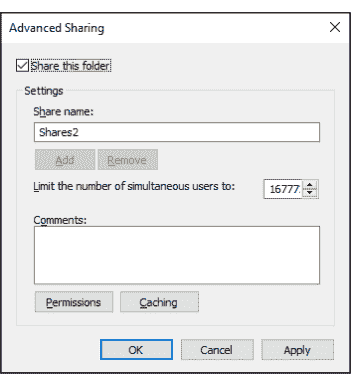 Advanced Sharing
Share this folder
Settings
Share name:
Shares2
Add Remove
Limit the number of simultaneous users to: 16777
Comments:
Permissions Caching
OK Cancel Apply